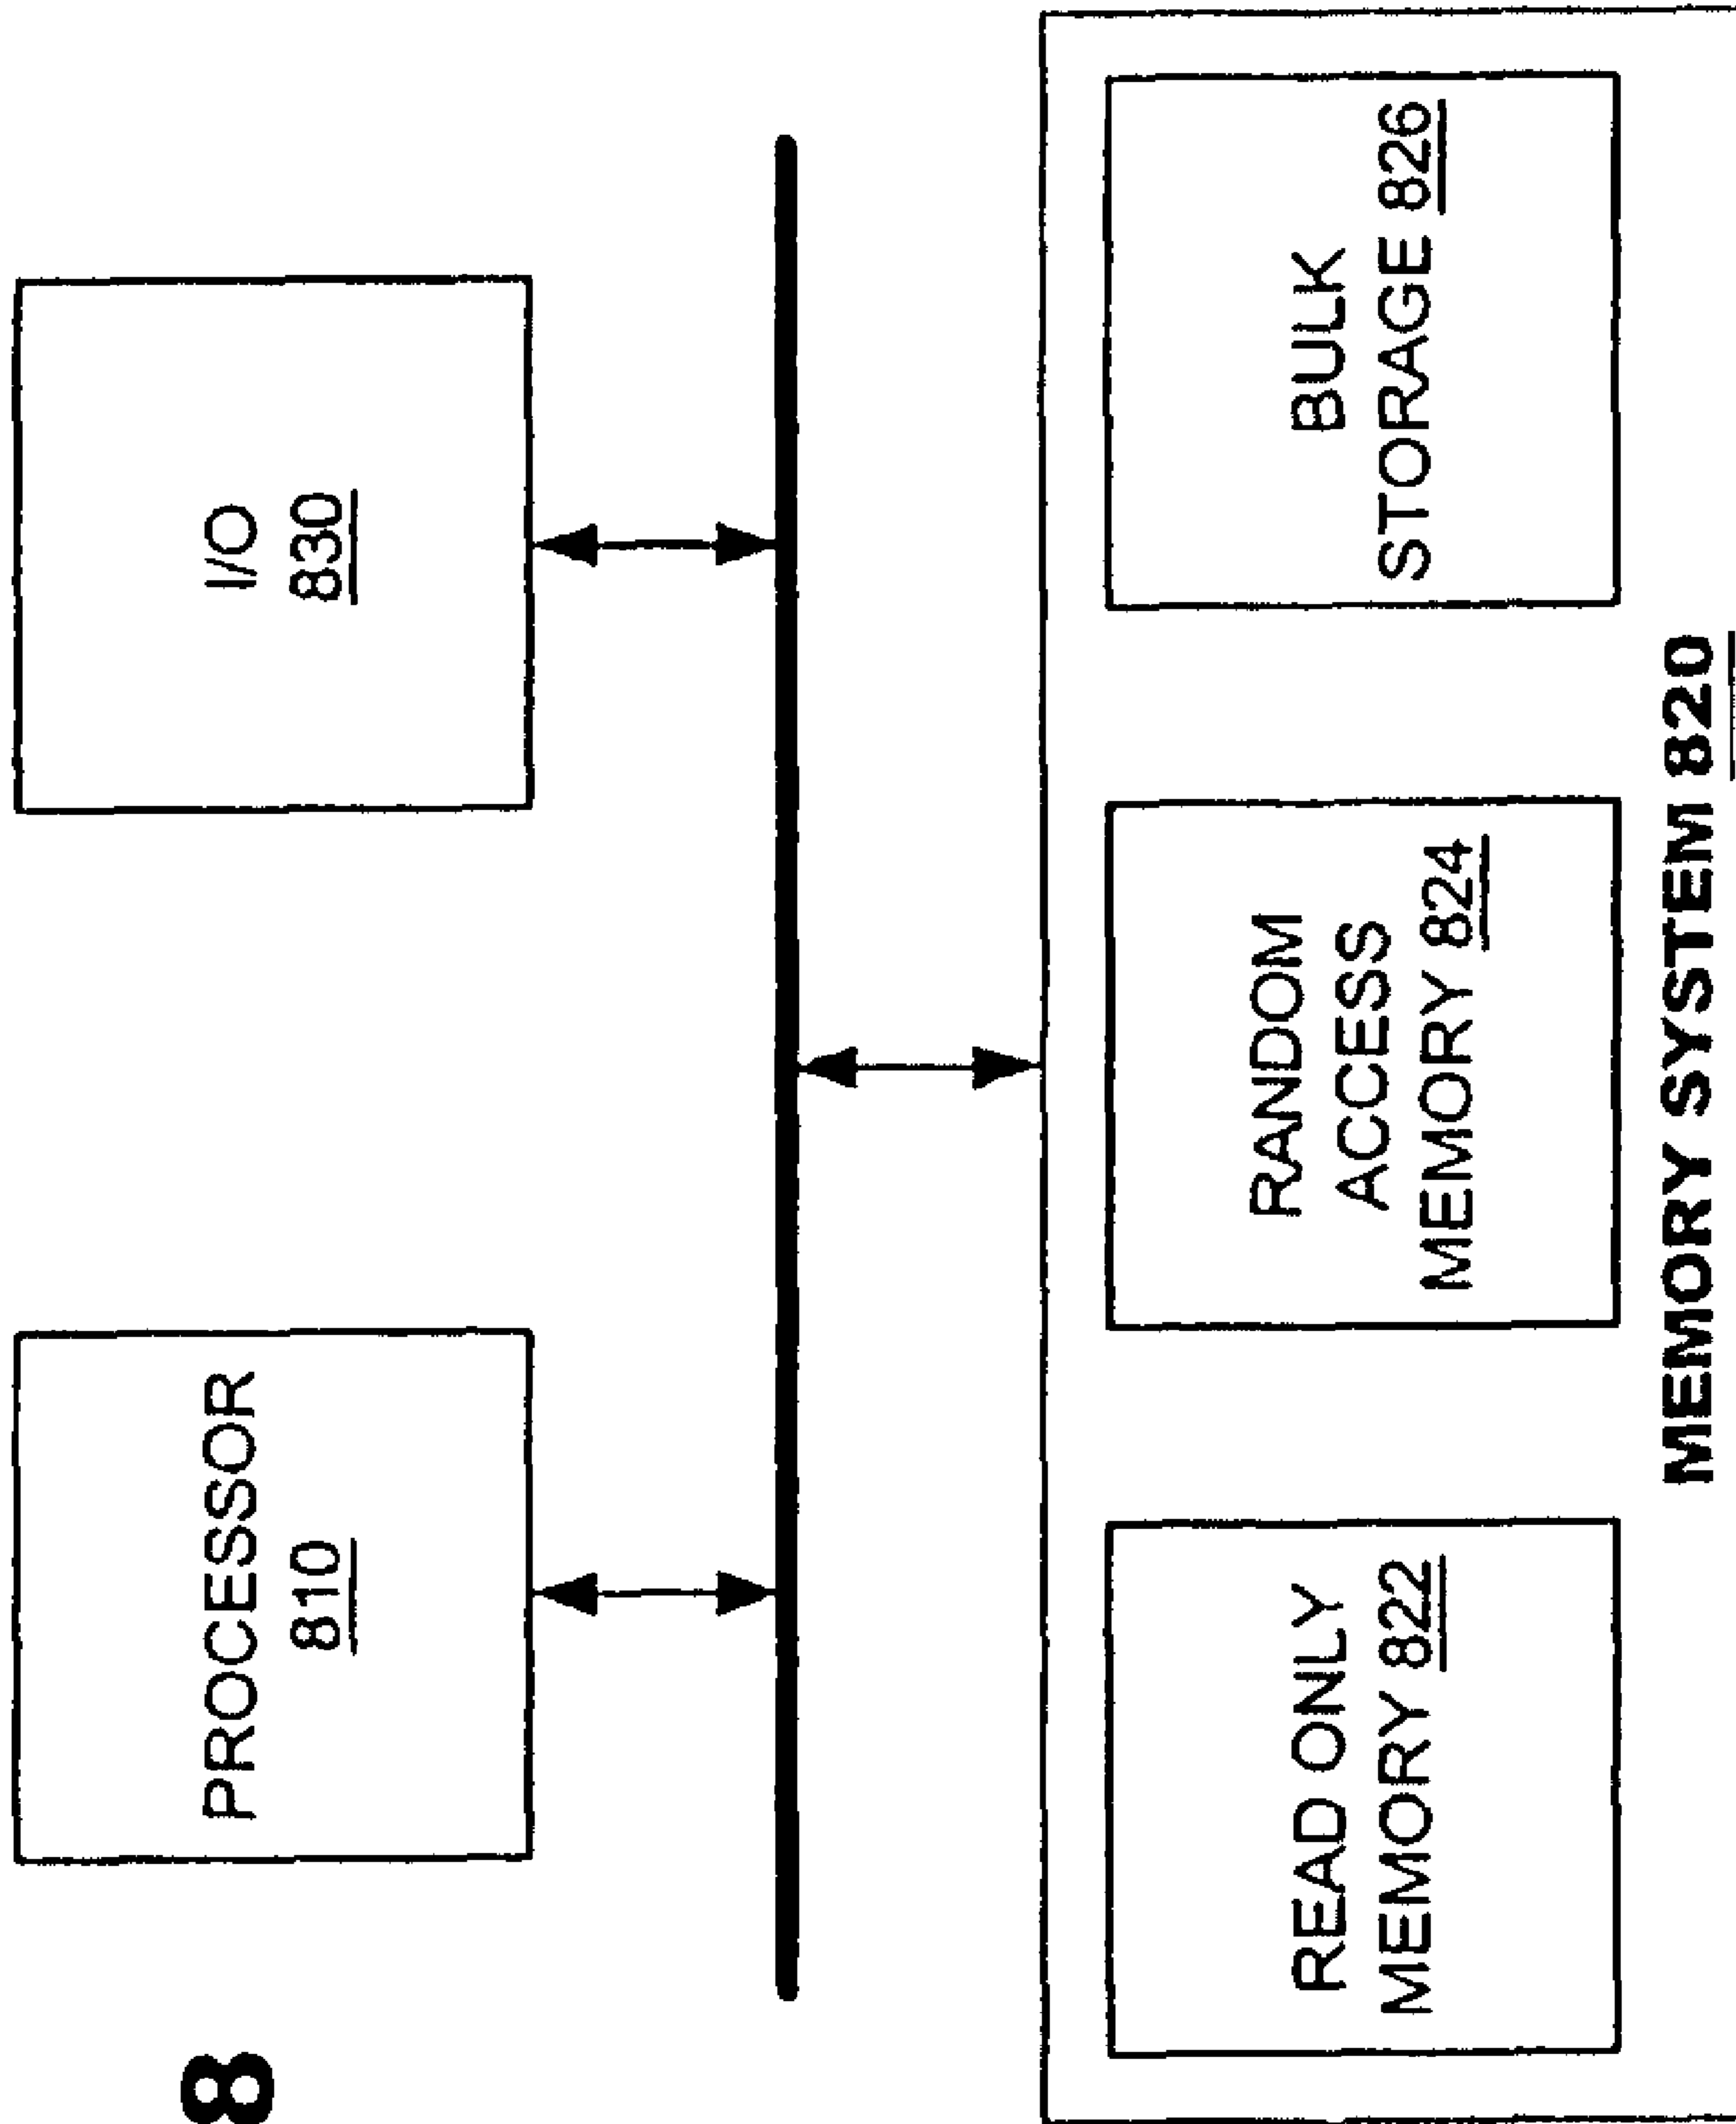 8
PROCESSOR
810
I/O
830
READ ONLY
MEMORY 822
RANDOM
ACCESS
MEMORY 824
BULK
STORAGE 826
MEMORY SYSTEM 820